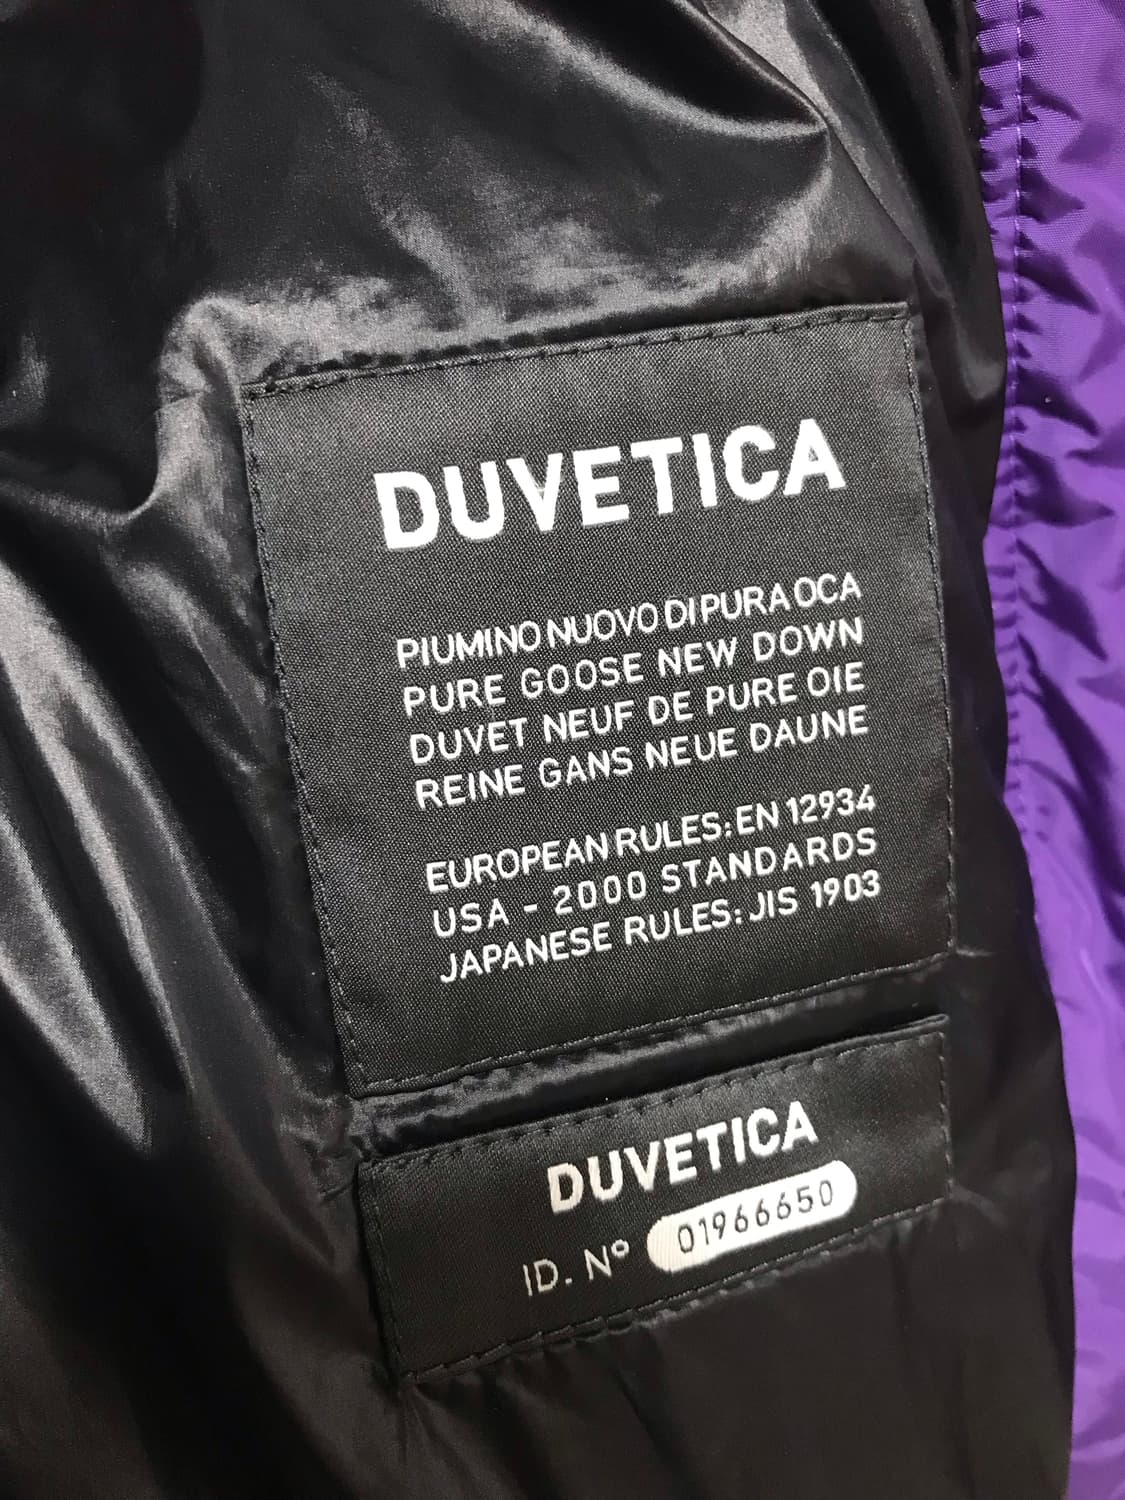 DUVETICA
PIUMINO NUOVO DI PURA OCA
PURE GOOSE NEW DOWN
DUVET NEUF DE PURE OIE
REINE GANS NEUE DAUNE
EUROPEAN RULES: EN 12934
USA - 2000 STANDARDS
JAPANESE RULES: JIS 1903
DUVETICA
ID. Nº 01966650